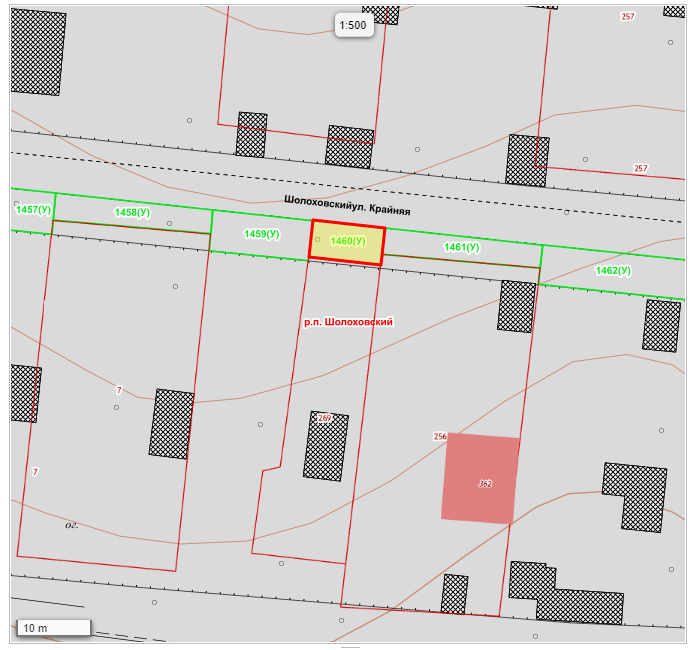 257
1:500
257
Шолоховскийул. Крайняя
1457(У)
1458(У)
1459(У)
1460(У)
1461(У)
1462(У)
р.п. Шолоховский
7
269
256
7
362
ог.
10 m